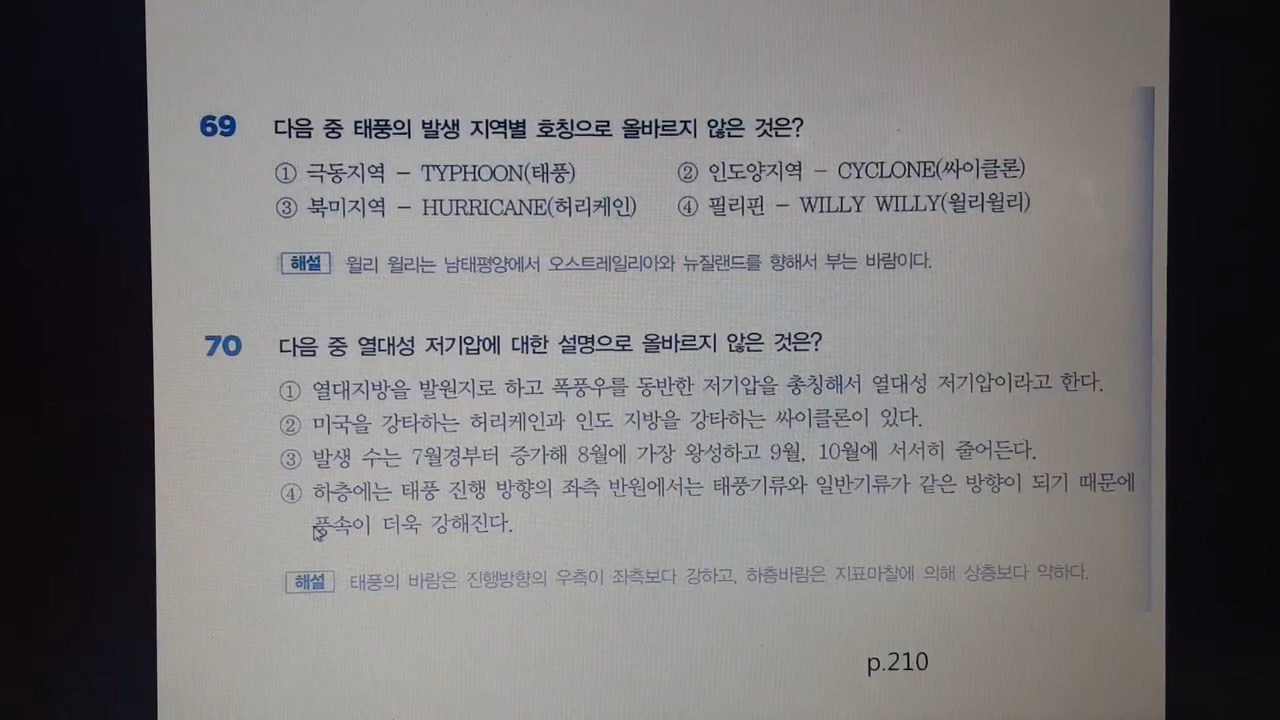 69 다음 중 태풍의 발생 지역별 호칭으로 올바르지 않은 것은?
① 극동지역 – TYPHOON(태풍) ② 인도양지역 – CYCLONE(싸이클론)
③ 북미지역 – HURRICANE(허리케인) ④ 필리핀 – WILLY WILLY(윌리윌리)
해설 윌리 윌리는 남태평양에서 오스트레일리아와 뉴질랜드를 향해서 부는 바람이다.
70 다음 중 열대성 저기압에 대한 설명으로 올바르지 않은 것은?
① 열대지방을 발원지로 하고 폭풍우를 동반한 저기압을 총칭해서 열대성 저기압이라고 한다.
② 미국을 강타하는 허리케인과 인도 지방을 강타하는 싸이클론이 있다.
③ 발생 수는 7월경부터 증가해 8월에 가장 왕성하고 9월, 10월에 서서히 줄어든다.
④ 하층에는 태풍 진행 방향의 좌측 반원에서는 태풍기류와 일반기류가 같은 방향이 되기 때문에
풍속이 더욱 강해진다.
해설 태풍의 바람은 진행방향의 우측이 좌측보다 강하고, 하층바람은 지표마찰에 의해 상층보다 약하다.
p.210